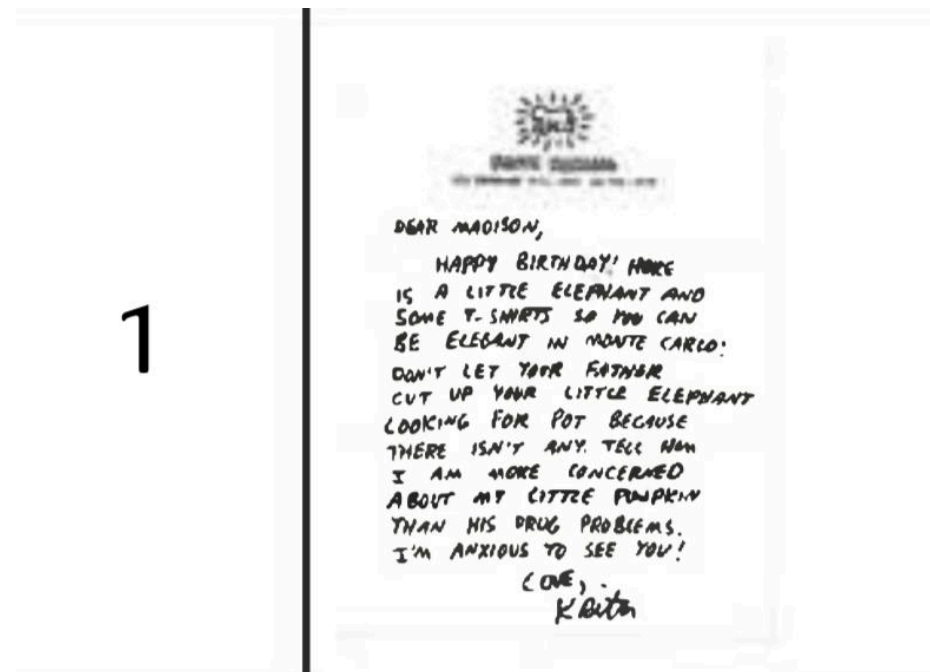 1
DEAR MADISON,
HAPPY BIRTHDAY! HERE
IS A LITTLE ELEPHANT AND
SOME T-SHIRTS SO YOU CAN
BE ELEGANT IN MONTE CARLO!
DON'T LET YOUR FATHER
CUT UP YOUR LITTLE ELEPHANT
LOOKING FOR POT BECAUSE
THERE ISN'T ANY. TELL HIM
I AM MORE CONCERNED
ABOUT MY LITTLE PUMPKIN
THAN HIS DRUG PROBLEMS.
I'M ANXIOUS TO SEE YOU!
LOVE,